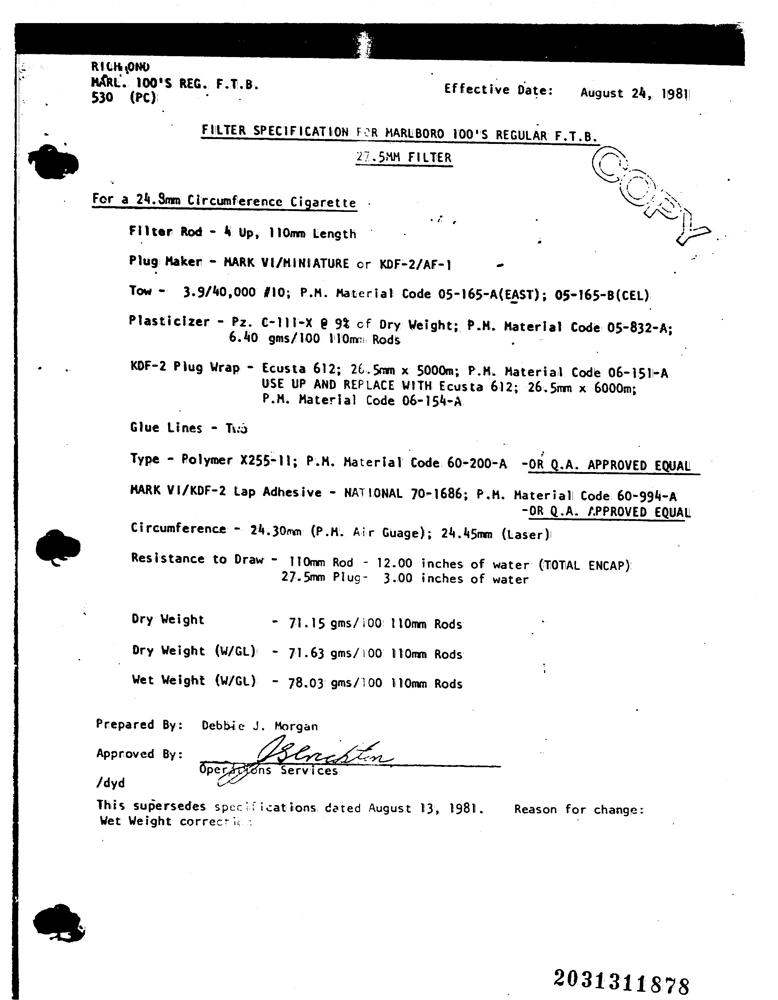 RICHMOND
MARL. 100'S REG. F.T.B.
530 (PC)
Effective Date: August 24, 1981
FILTER SPECIFICATION FOR MARLBORO 100'S REGULAR F.T.B.
27.5MM FILTER
COPY
For a 24.8mm Circumference Cigarette
Filter Rod - 4 Up, 110mm Length
Plug Maker - MARK VI/MINIATURE or KDF-2/AF-1
Tow - 3.9/40,000 #10; P.M. Material Code 05-165-A(EAST); 05-165-B(CEL)
Plasticizer - Pz. C-111-X @ 9% of Dry Weight; P.M. Material Code 05-832-A;
6.40 gms/100 110mm Rods
KDF-2 Plug Wrap - Ecusta 612; 26.5mm x 5000m; P.M. Material Code 06-151-A
USE UP AND REPLACE WITH Ecusta 612; 26.5mm x 6000m;
P.M. Material Code 06-154-A
Glue Lines - Two
Type - Polymer X255-11; P.M. Material Code 60-200-A -OR Q.A. APPROVED EQUAL
MARK VI/KDF-2 Lap Adhesive - NATIONAL 70-1686; P.M. Material Code 60-994-A
-OR Q.A. APPROVED EQUAL
Circumference - 24.30mm (P.M. Air Guage); 24.45mm (Laser)
Resistance to Draw - 110mm Rod - 12.00 inches of water (TOTAL ENCAP)
27.5mm Plug- 3.00 inches of water
Dry Weight - 71.15 gms/100 110mm Rods
Dry Weight (W/GL) - 71.63 gms/100 110mm Rods
Wet Weight (W/GL) - 78.03 gms/100 110mm Rods
Prepared By: Debbie J. Morgan
Approved By:
Operations Services
/dyd
This supersedes specifications dated August 13, 1981. Reason for change:
Wet Weight correction
2031311878